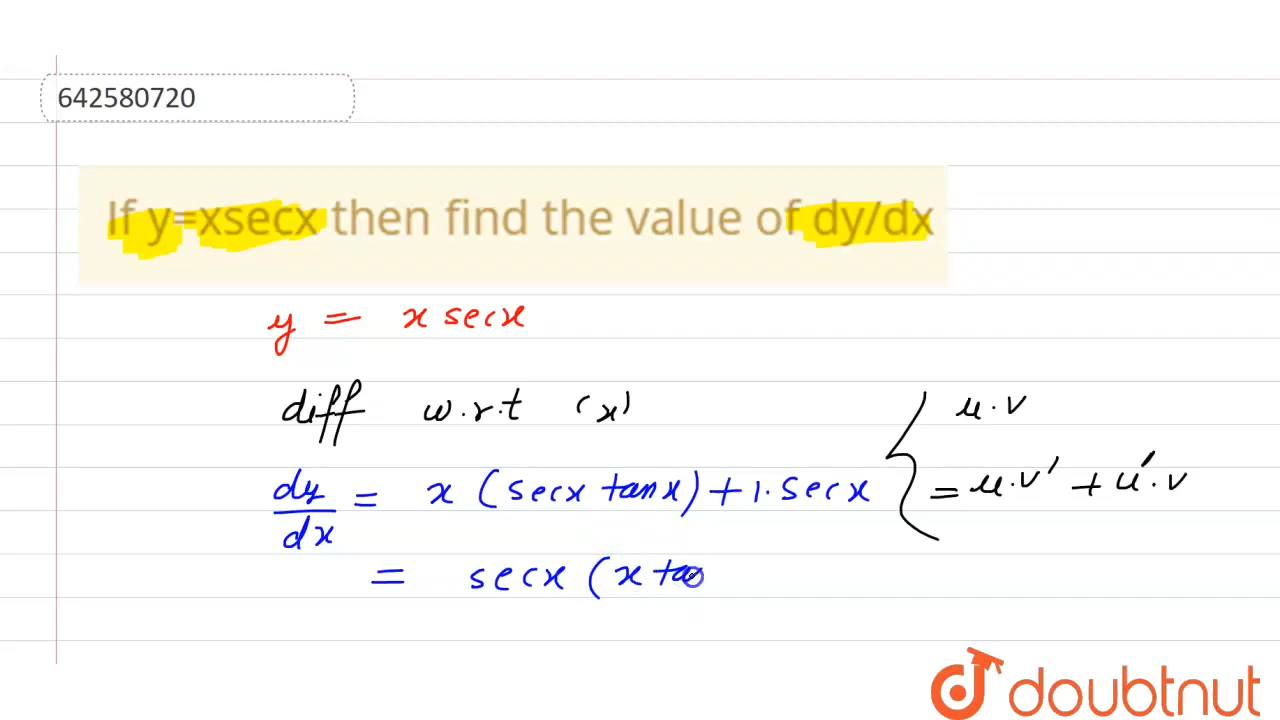 642580720
If y=xsecx then find the value of dy/dx
y = x secx
diff w.r.t (x)
u.v
dy/dx = x (secx tanx) + 1.secx
= u.v' + u'.v
= secx (x tan
doubtnut